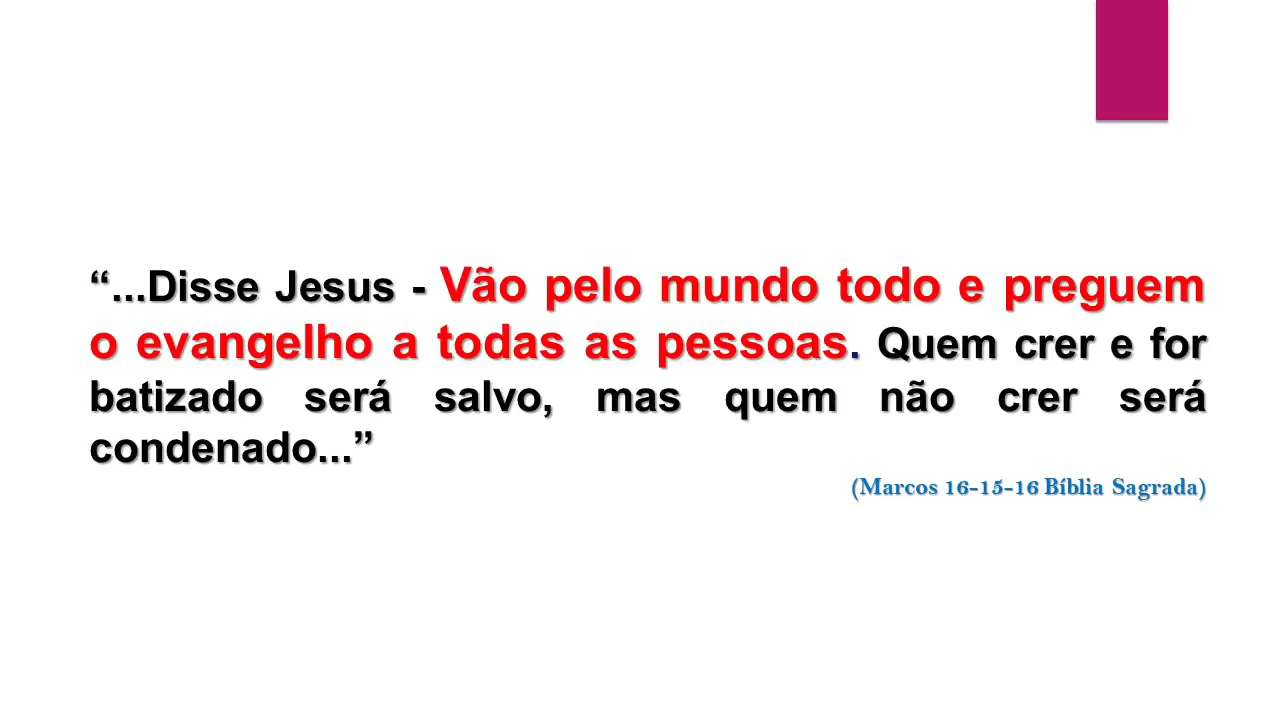 “...Disse Jesus - Vão pelo mundo todo e preguem
o evangelho a todas as pessoas. Quem crer e for
batizado será salvo, mas quem não crer será
condenado...”
(Marcos 16-15-16 Bíblia Sagrada)